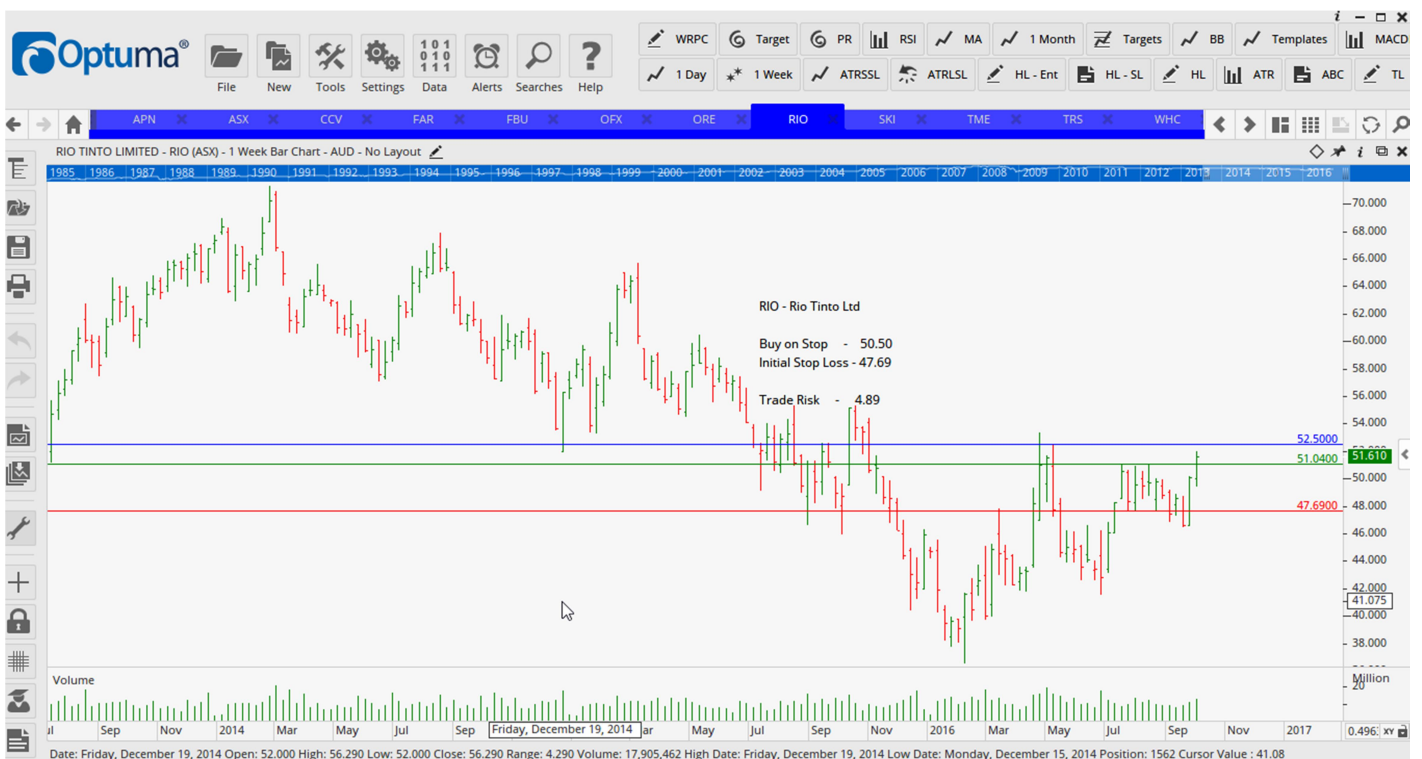 i
Optuma®
File
New
Tools
Settings
101
010
111
Data
Alerts
Searches
?
Help
WRPC
Target
PR
RSI
MA
1 Month
Targets
BB
Templates
MACD
1 Day
1 Week
ATRSSL
ATRLSL
HL - Ent
HL - SL
HL
ATR
ABC
TL
APN
ASX
CCV
FAR
FBU
OFX
ORE
RIO
SKI
TME
TRS
WHC
RIO TINTO LIMITED - RIO (ASX) - 1 Week Bar Chart - AUD - No Layout
i
1985 1986 1987 1988 1989 1990 1991 1992 1993 1994 1995 1996 1997 1998 1999 2000 2001 2002 2003 2004 2005 2006 2007 2008 2009 2010 2011 2012 2013 2014 2015 2016
70.000
68.000
66.000
64.000
62.000
60.000
58.000
56.000
54.000
RIO - Rio Tinto Ltd
Buy on Stop - 50.50
Initial Stop Loss - 47.69
Trade Risk - 4.89
52.5000
51.0400
51.610
50.000
47.6900
48.000
46.000
44.000
42.000
41.075
40.000
38.000
Volume
Million
20
Sep Nov 2014 Mar May Jul Sep Friday, December 19, 2014 ar May Jul Sep Nov 2016 Mar May Jul Sep Nov 2017
XY
Date: Friday, December 19, 2014 Open: 52.000 High: 56.290 Low: 52.000 Close: 56.290 Range: 4.290 Volume: 17,905,462 High Date: Friday, December 19, 2014 Low Date: Monday, December 15, 2014 Position: 1562 Cursor Value : 41.08